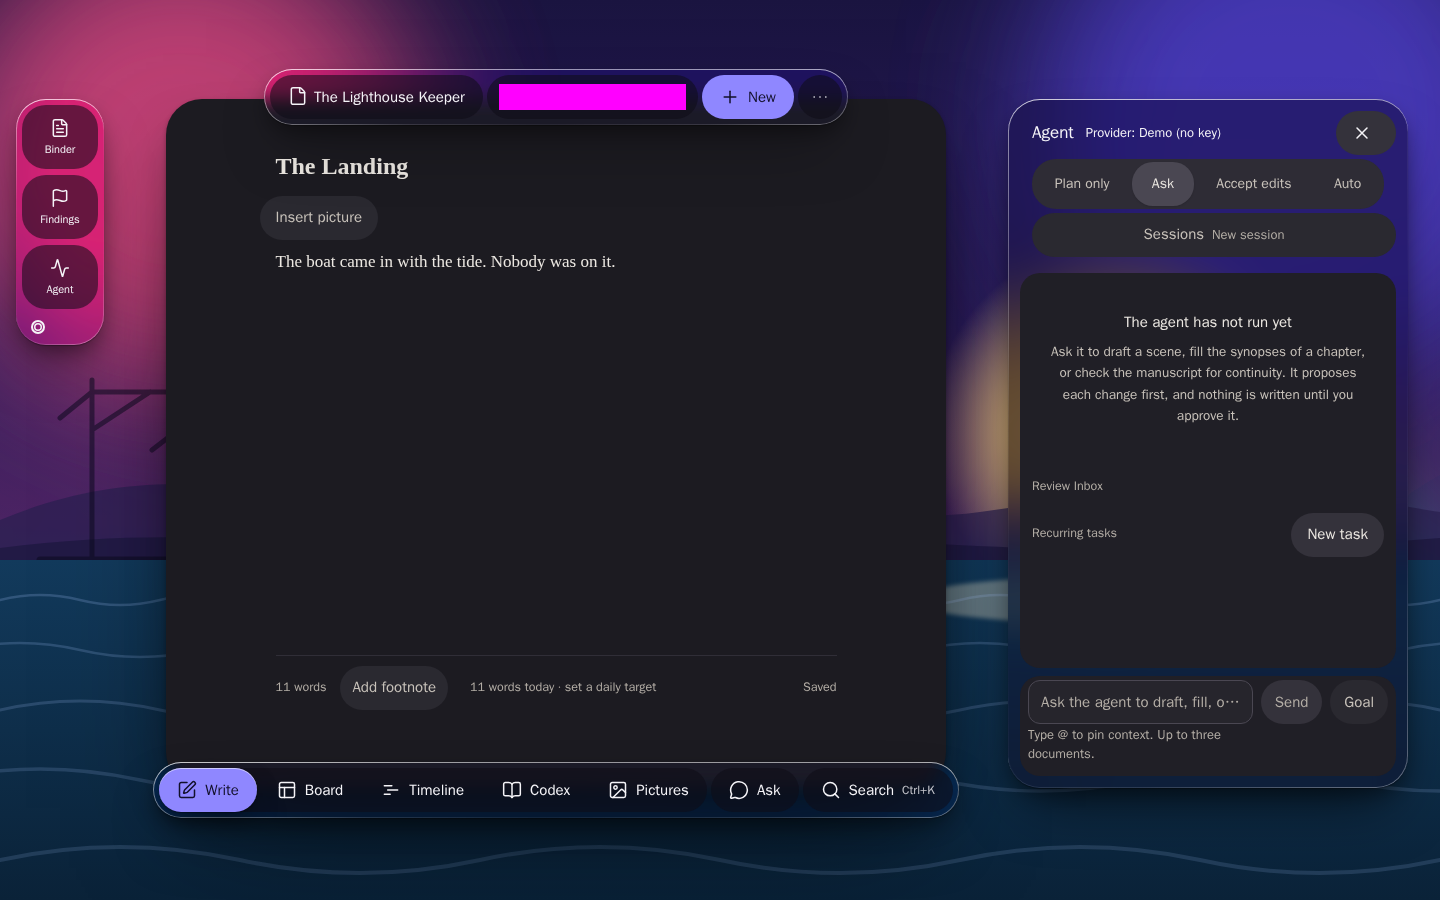 The Lighthouse Keeper
New
···
Binder
Findings
Agent
The Landing
Insert picture
The boat came in with the tide. Nobody was on it.
11 words
Add footnote
11 words today · set a daily target
Saved
Write
Board
Timeline
Codex
Pictures
Ask
Search Ctrl+K
Agent Provider: Demo (no key)
Plan only
Ask
Accept edits
Auto
Sessions New session
The agent has not run yet
Ask it to draft a scene, fill the synopses of a chapter,
or check the manuscript for continuity. It proposes
each change first, and nothing is written until you
approve it.
Review Inbox
Recurring tasks
New task
Ask the agent to draft, fill, o···
Send
Goal
Type @ to pin context. Up to three
documents.